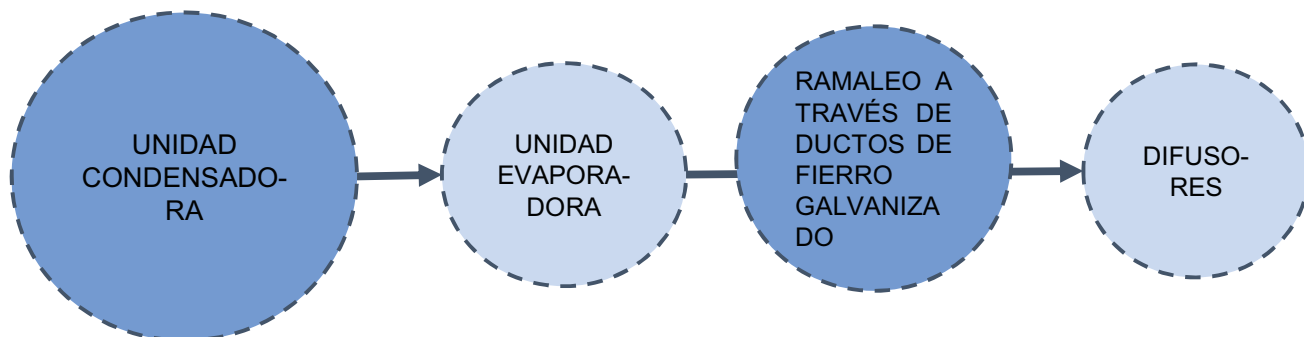 UNIDAD
CONDENSADO-
RA
UNIDAD
EVAPORA-
DORA
RAMALEO A
TRAVÉS DE
DUCTOS DE
FIERRO
GALVANIZA
DO
DIFUSO-
RES